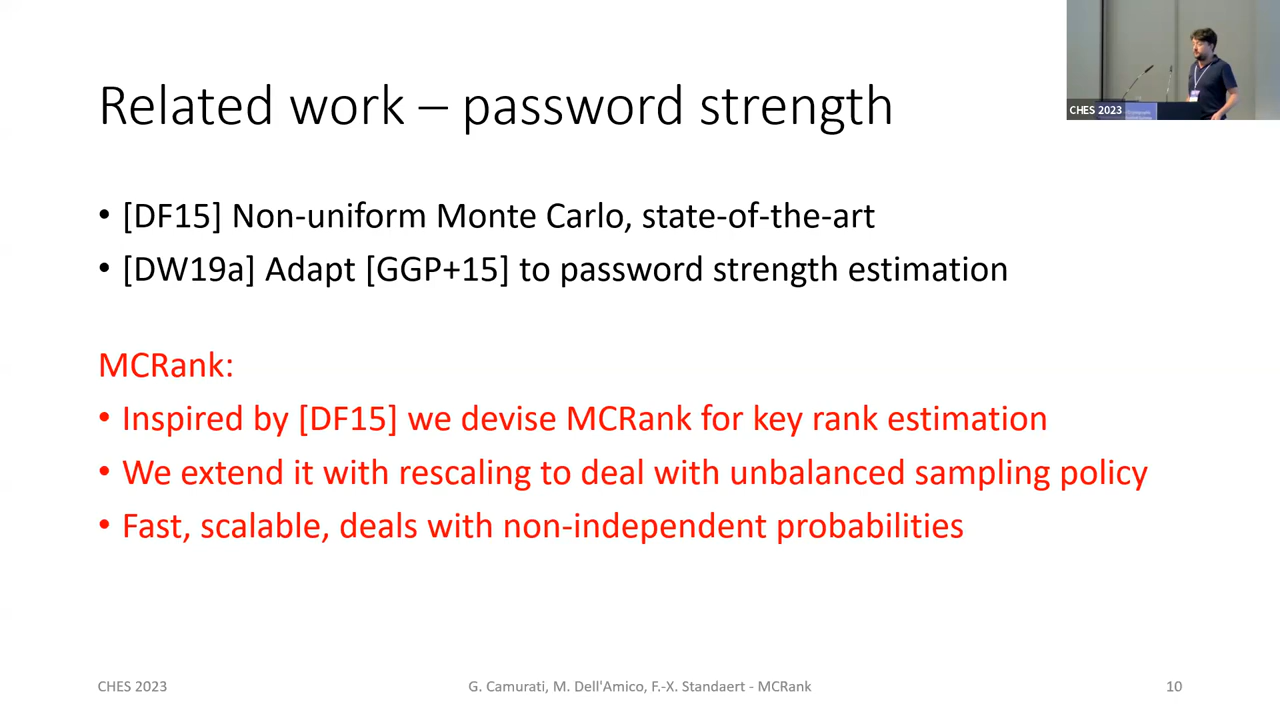 Related work – password strength
CHES 2023
• [DF15] Non-uniform Monte Carlo, state-of-the-art
• [DW19a] Adapt [GGP+15] to password strength estimation
MCRank:
• Inspired by [DF15] we devise MCRank for key rank estimation
• We extend it with rescaling to deal with unbalanced sampling policy
• Fast, scalable, deals with non-independent probabilities
CHES 2023
G. Camurati, M. Dell'Amico, F.-X. Standaert - MCRank
10